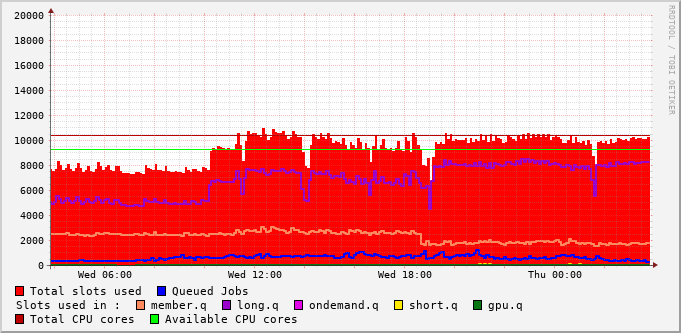 20000
18000
16000
14000
12000
10000
8000
6000
4000
2000
0
Wed 06:00 Wed 12:00 Wed 18:00 Thu 00:00
RRDTOOL / TOBI OETIKER
Total slots used Queued Jobs
Slots used in : member.q long.q ondemand.q short.q gpu.q
Total CPU cores Available CPU cores